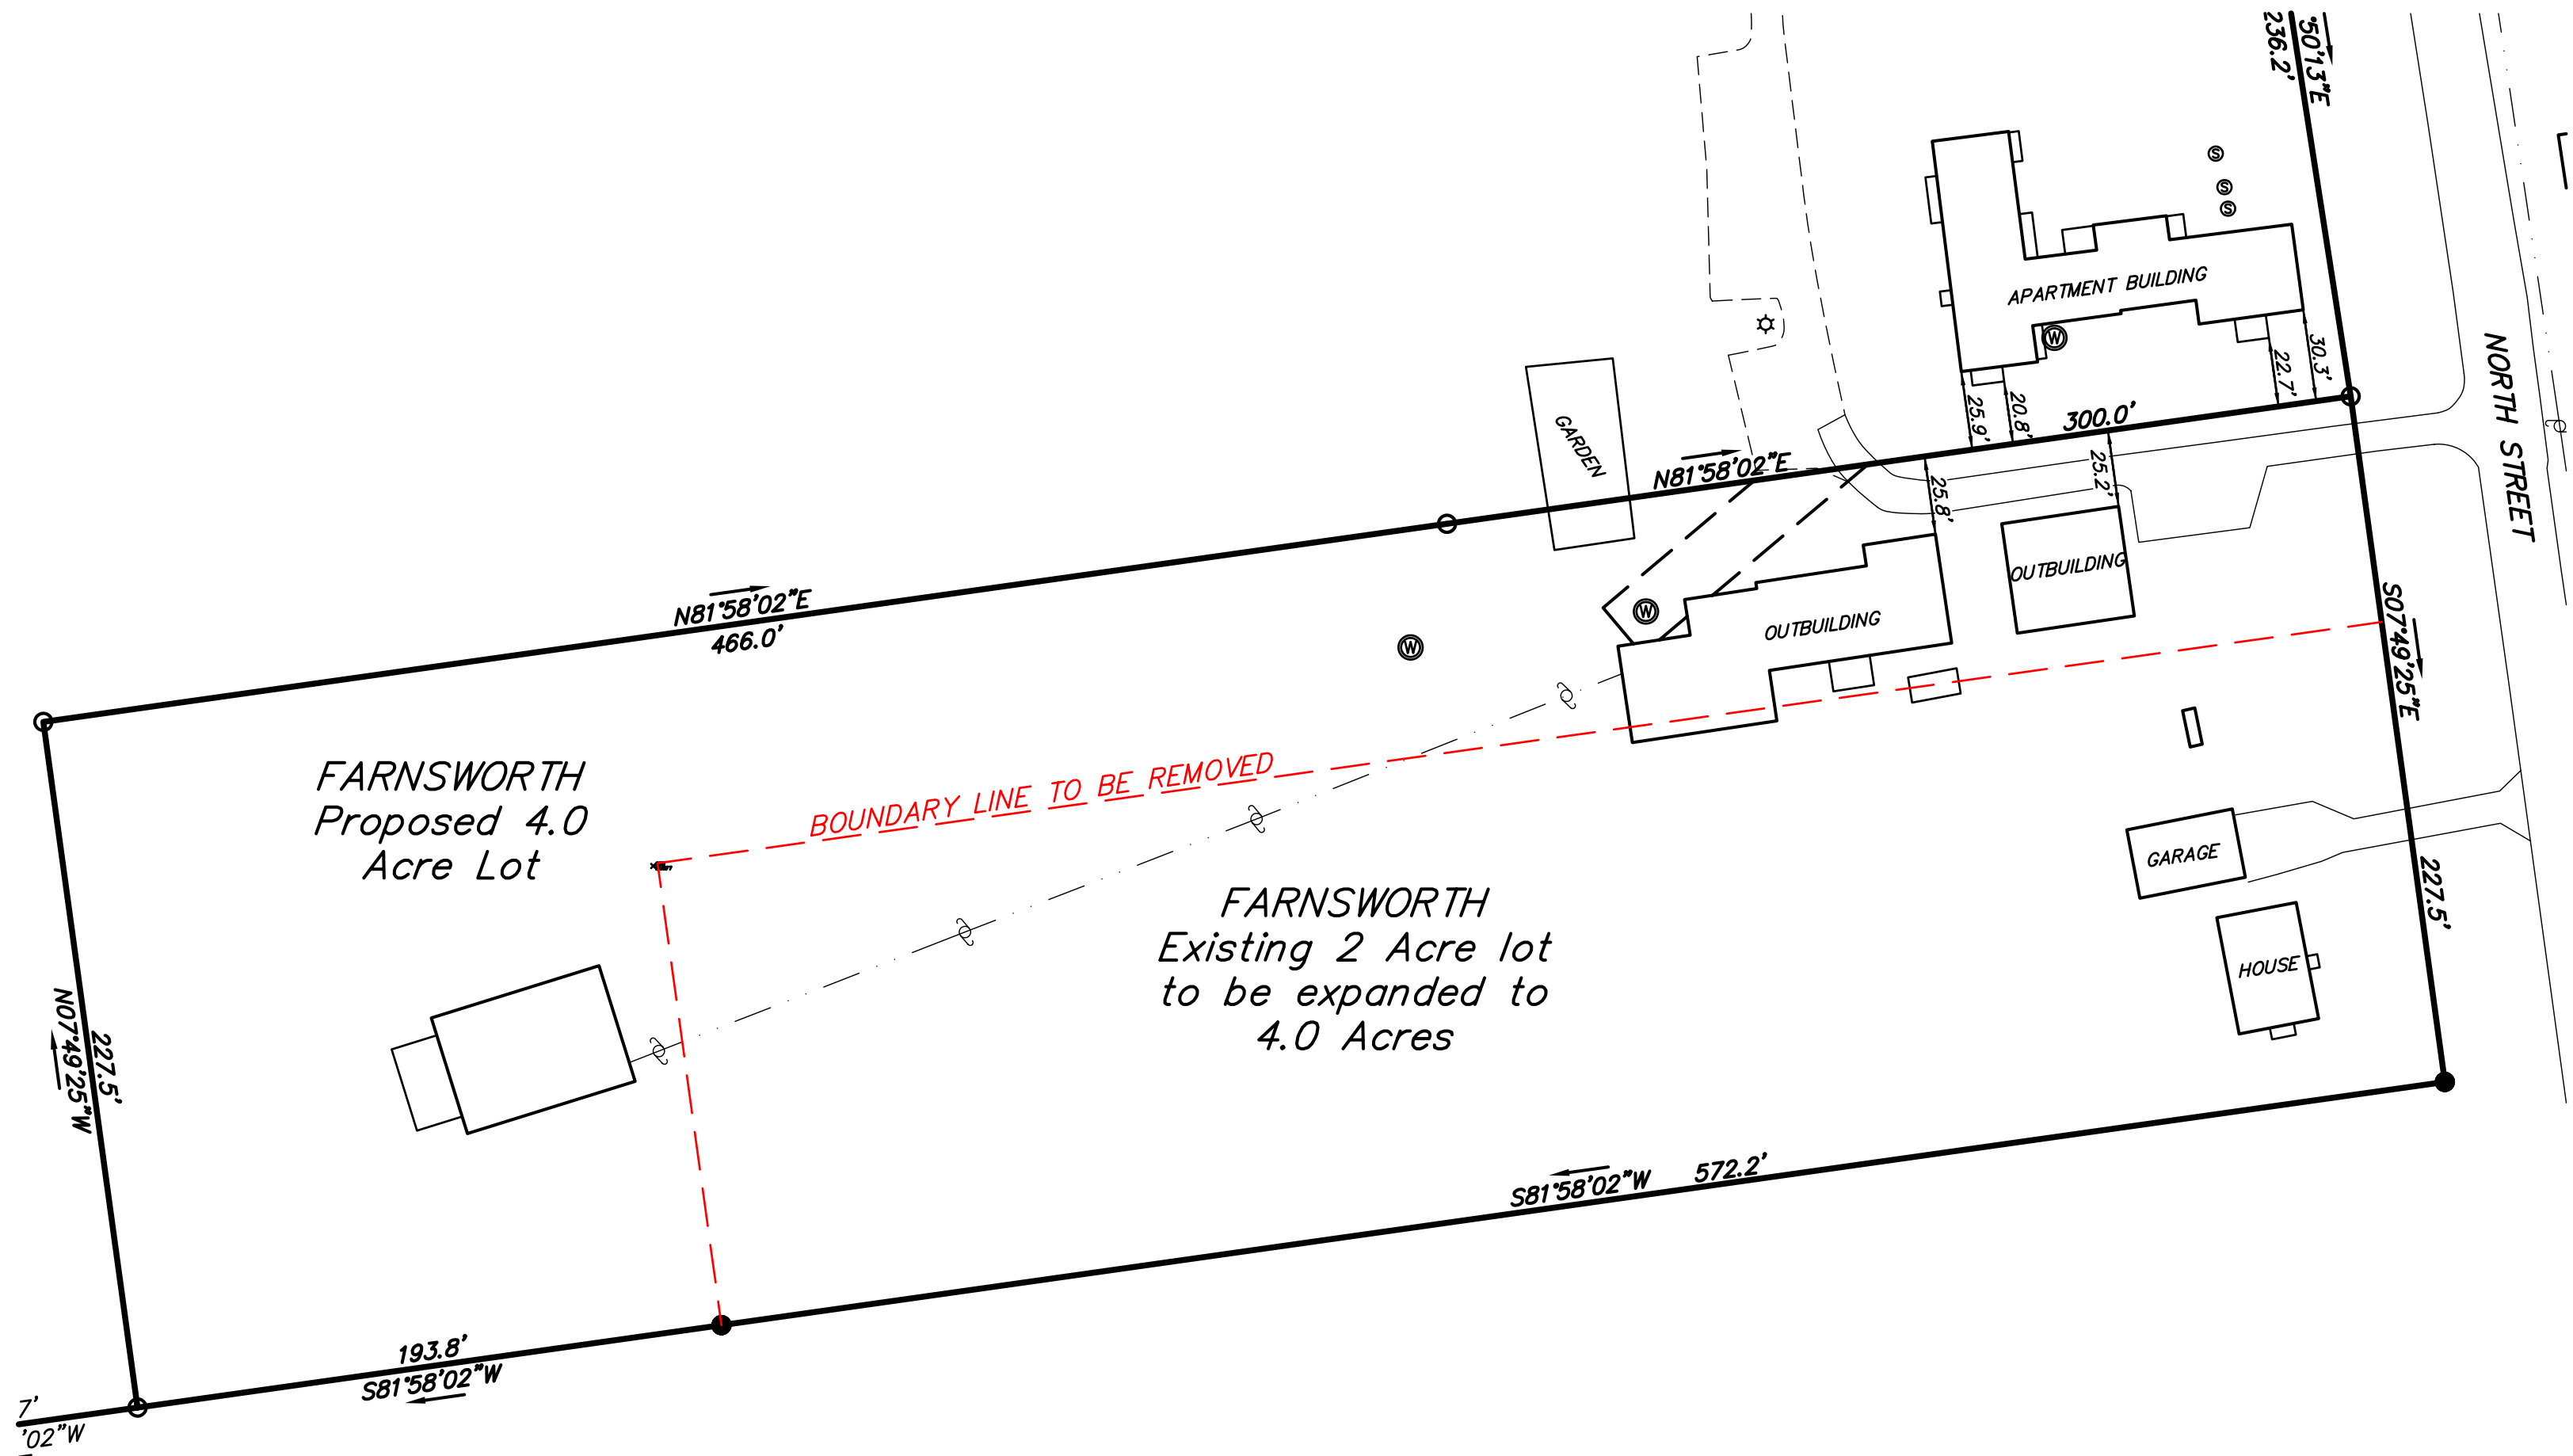 °50'13"E
236.2'
APARTMENT BUILDING
S
S
S
W
30.3'
22.7'
25.9'
20.8'
300.0'
NORTH STREET
GARDEN
N81°58'02"E
25.8'
25.2'
OUTBUILDING
OUTBUILDING
W
W
N81°58'02"E
466.0'
S07°49'25"E
227.5'
FARNSWORTH
Proposed 4.0
Acre Lot
BOUNDARY LINE TO BE REMOVED
GARAGE
HOUSE
FARNSWORTH
Existing 2 Acre lot
to be expanded to
4.0 Acres
227.5'
N07°49'25"W
S81°58'02"W
572.2'
193.8'
S81°58'02"W
7'
'02"W